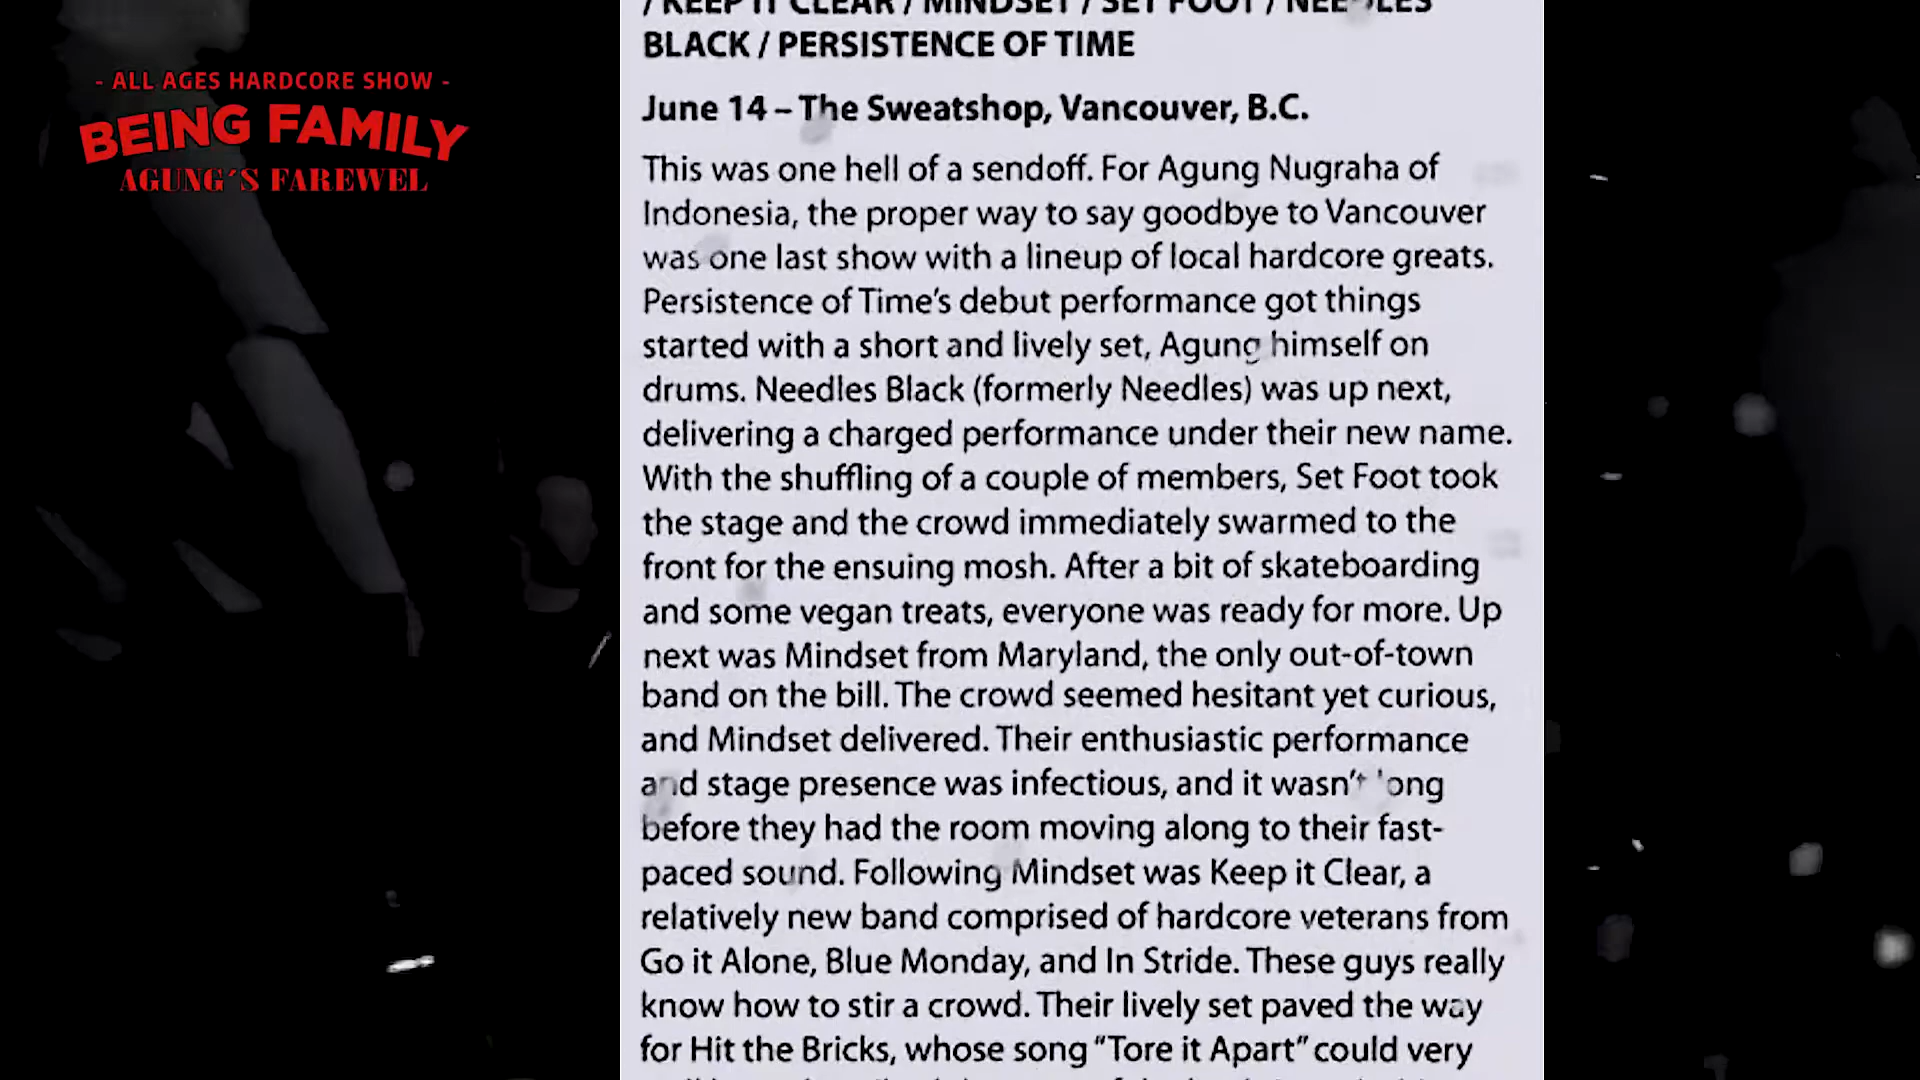 - ALL AGES HARDCORE SHOW -
BEING FAMILY
AGUNG´S FAREWEL
/ KEEP IT CLEAR / MINDSET / SET FOOT / NEEDLES
BLACK / PERSISTENCE OF TIME
June 14 – The Sweatshop, Vancouver, B.C.
This was one hell of a sendoff. For Agung Nugraha of
Indonesia, the proper way to say goodbye to Vancouver
was one last show with a lineup of local hardcore greats.
Persistence of Time's debut performance got things
started with a short and lively set, Agung himself on
drums. Needles Black (formerly Needles) was up next,
delivering a charged performance under their new name.
With the shuffling of a couple of members, Set Foot took
the stage and the crowd immediately swarmed to the
front for the ensuing mosh. After a bit of skateboarding
and some vegan treats, everyone was ready for more. Up
next was Mindset from Maryland, the only out-of-town
band on the bill. The crowd seemed hesitant yet curious,
and Mindset delivered. Their enthusiastic performance
and stage presence was infectious, and it wasn't long
before they had the room moving along to their fast-
paced sound. Following Mindset was Keep it Clear, a
relatively new band comprised of hardcore veterans from
Go it Alone, Blue Monday, and In Stride. These guys really
know how to stir a crowd. Their lively set paved the way
for Hit the Bricks, whose song “Tore it Apart” could very